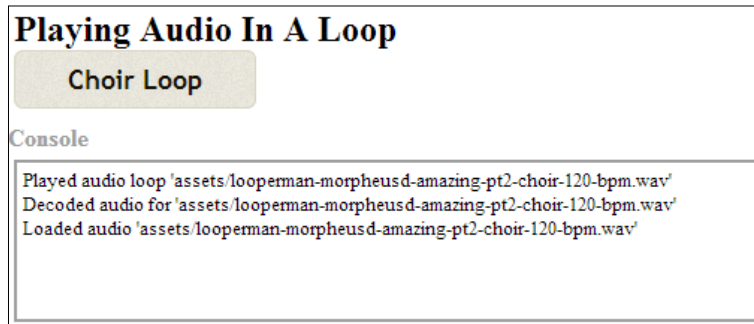 Playing Audio In A Loop
Choir Loop
Console
Played audio loop 'assets/looperman-morpheusd-amazing-pt2-choir-120-bpm.wav'
Decoded audio for 'assets/looperman-morpheusd-amazing-pt2-choir-120-bpm.wav'
Loaded audio 'assets/looperman-morpheusd-amazing-pt2-choir-120-bpm.wav'